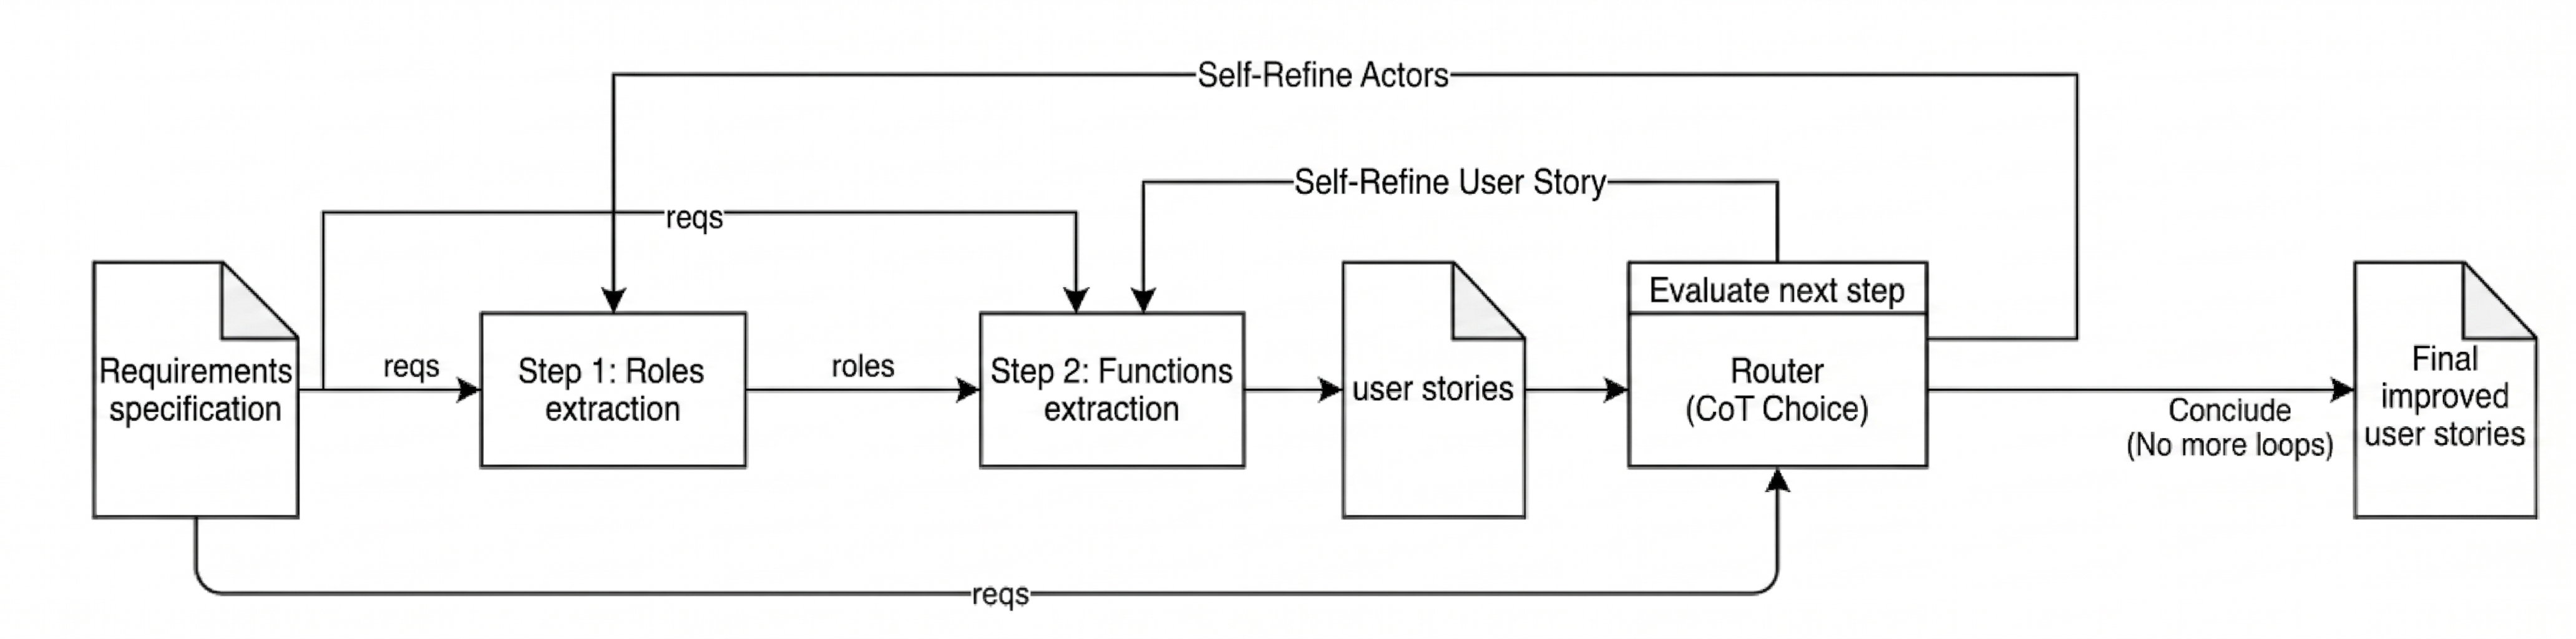 Self-Refine Actors
Self-Refine User Story
reqs
Requirements
specification
reqs
Step 1: Roles
extraction
roles
Step 2: Functions
extraction
user stories
Evaluate next step
Router
(CoT Choice)
Conciude
(No more loops)
Final
improved
user stories
reqs